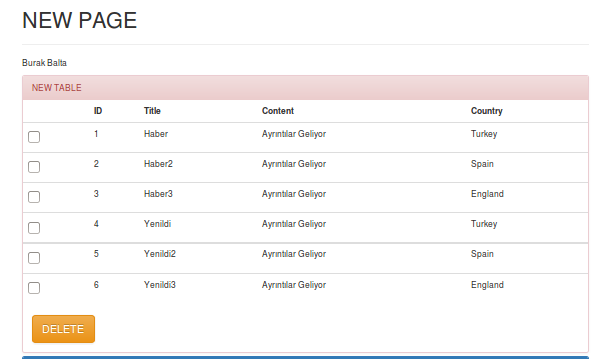 NEW PAGE
Burak Balta
NEW TABLE
ID Title Content Country
1 Haber Ayrıntılar Geliyor Turkey
2 Haber2 Ayrıntılar Geliyor Spain
3 Haber3 Ayrıntılar Geliyor England
4 Yenildi Ayrıntılar Geliyor Turkey
5 Yenildi2 Ayrıntılar Geliyor Spain
6 Yenildi3 Ayrıntılar Geliyor England
DELETE